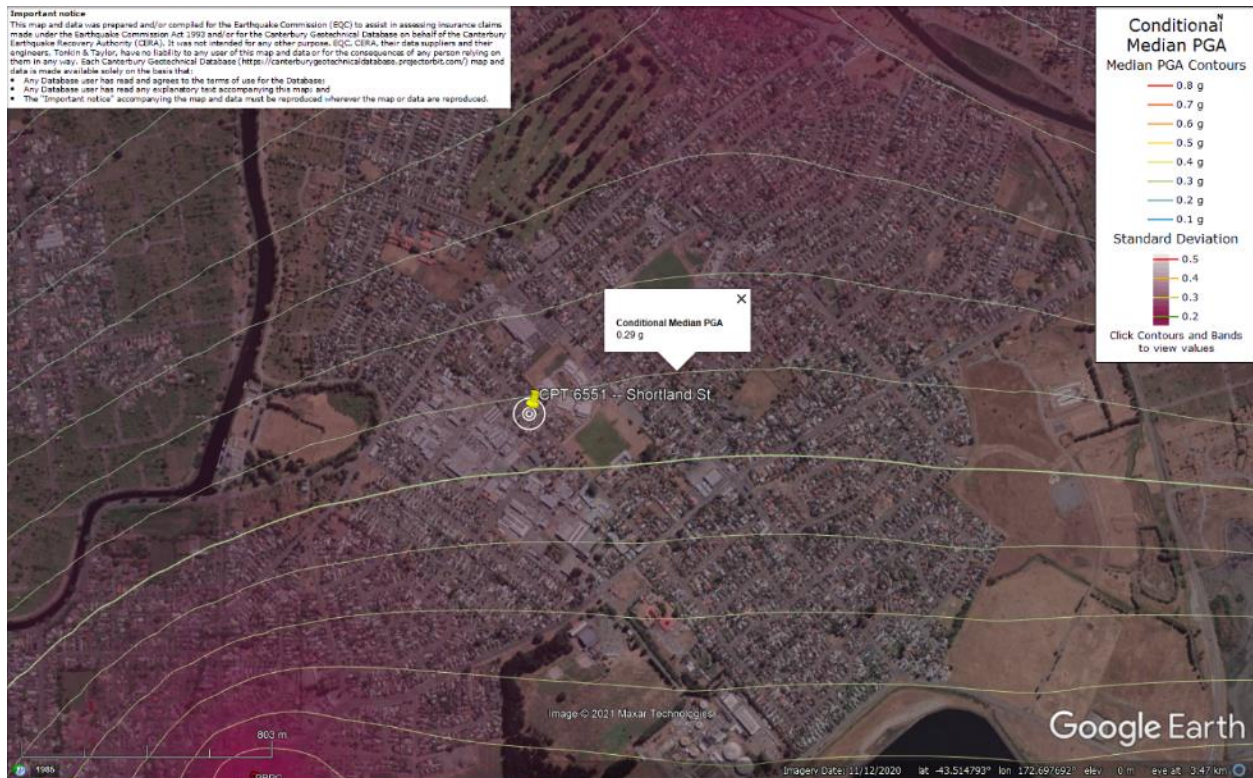 Important notice
This map and data was prepared and/or compiled for the Earthquake Commission (EQC) to assist in assessing insurance claims
made under the Earthquake Commission Act 1993 and/or for the Canterbury Geotechnical Database on behalf of the Canterbury
Earthquake Recovery Authority (CERA). It was not intended for any other purpose. EQC, CERA, their data suppliers and their
engineers, Tonkin & Taylor, have no liability to any user of this map and data or for the consequences of any person relying on
them in any way. Each Canterbury Geotechnical Database (https://canterburygeotechnicaldatabase.projectorbit.com/) map and
data is made available solely on the basis that:
• Any Database user has read and agrees to the terms of use for the Database;
• Any Database user has read any explanatory text accompanying this map; and
• The "Important notice" accompanying the map and data must be reproduced wherever the map or data are reproduced.
N
Conditional
Median PGA
Median PGA Contours
0.8 g
0.7 g
0.6 g
0.5 g
0.4 g
0.3 g
0.2 g
0.1 g
Standard Deviation
0.5
0.4
0.3
0.2
Click Contours and Bands
to view values
Conditional Median PGA
0.29 g
CPT 6551 -- Shortland St
Image © 2021 Maxar Technologies
Google Earth
803 m
1986
Imagery Date: 11/12/2020 lat -43.514793° lon 172.697692° elev 0 m eye alt 3.47 km